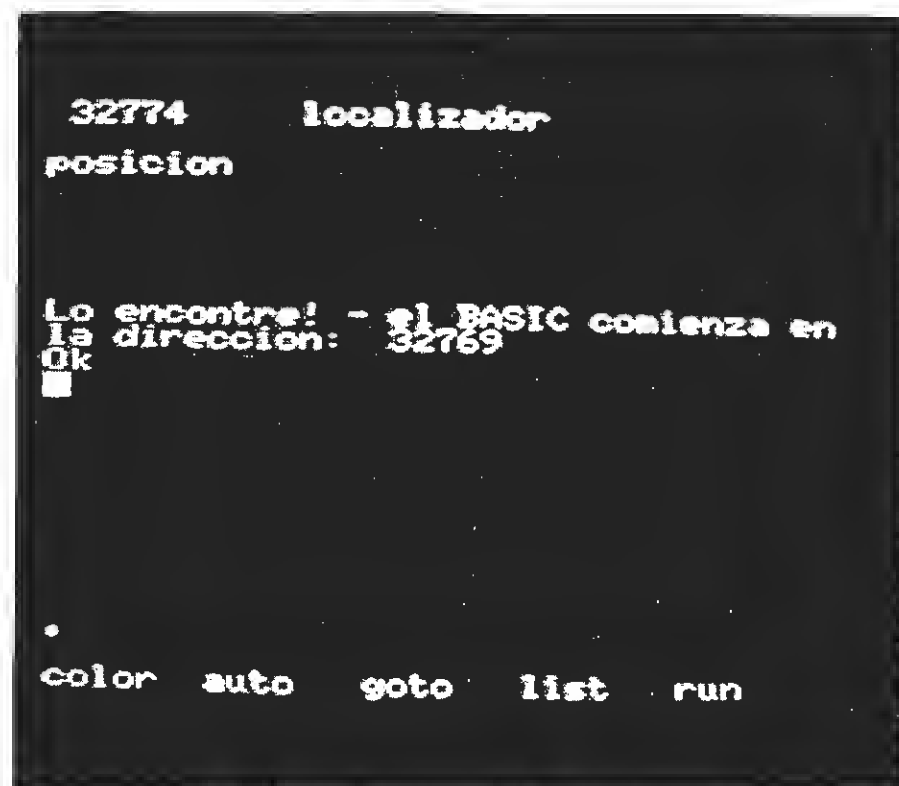 32774 localizador
posicion
Lo encontre! - el BASIC comienza en
la direccion: 32769
Ok
color auto goto list run